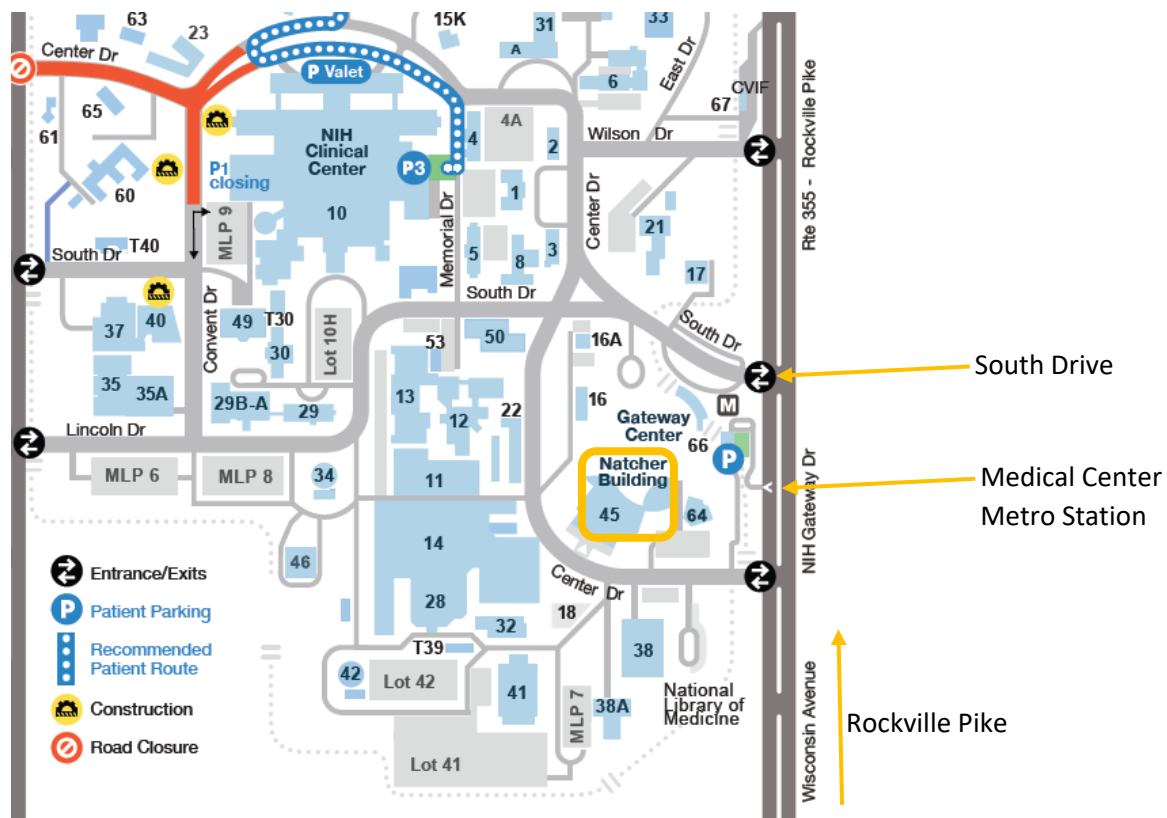 63
23
15K
31
33
A
Center Dr
East Dr
6
P Valet
CVIF
67
65
61
4A
4
2
Wilson Dr
NIH
Clinical
Center
P3
P1
closing
60
1
10
MLP 9
Memorial Dr
Center Dr
21
Rte 355 - Rockville Pike
T40
South Dr
5
8
3
17
South Dr
37
40
Convent Dr
49
T30
30
Lot 10H
53
50
16A
South Dr
South Drive
35
35A
29B-A
29
13
12
22
16
M
Gateway
Center
66
P
Lincoln Dr
MLP 6
MLP 8
34
11
Natcher
Building
45
64
NIH Gateway Dr
Medical Center
Metro Station
14
46
Entrance/Exits
P
Patient Parking
Recommended
Patient Route
Construction
Road Closure
28
32
18
Center Dr
38
T39
42
Lot 42
41
MLP 7
38A
National
Library of
Medicine
Lot 41
Wisconsin Avenue
Rockville Pike